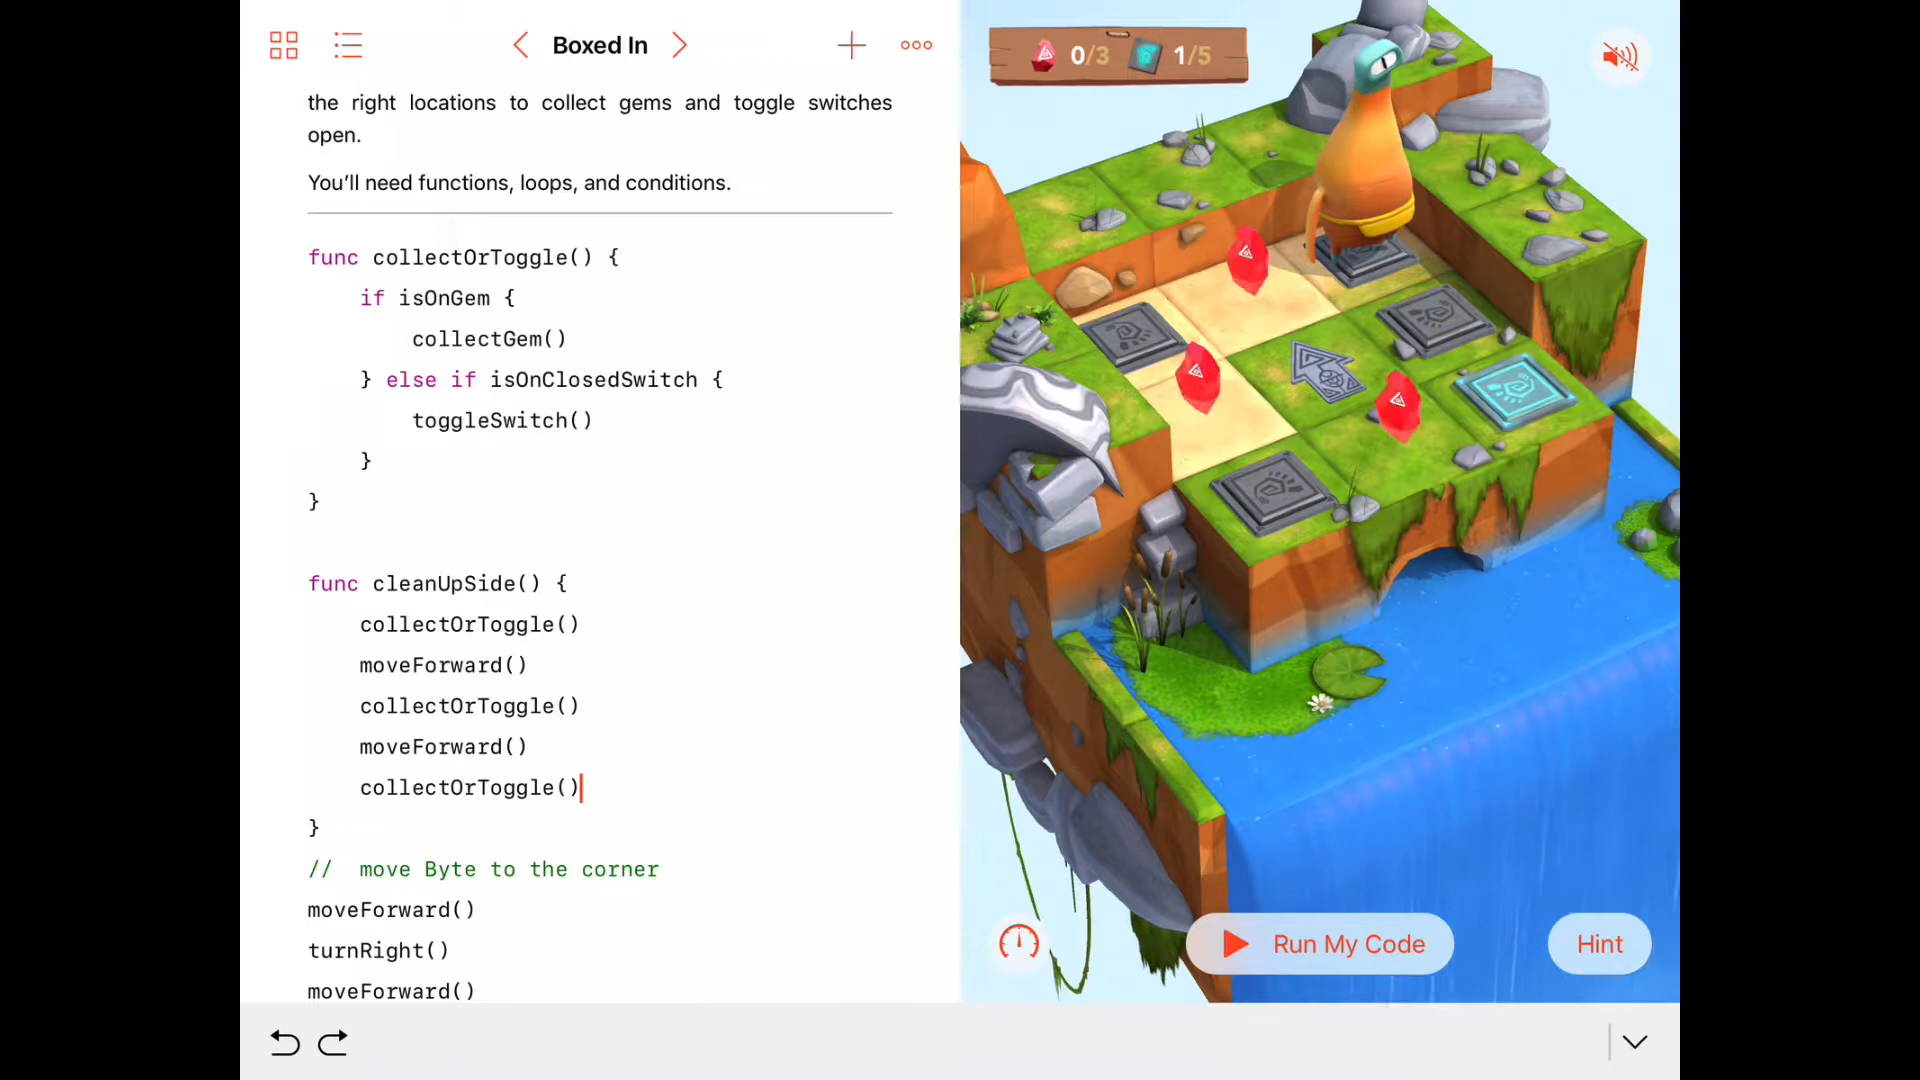 Boxed In
the right locations to collect gems and toggle switches
open.
You’ll need functions, loops, and conditions.
func collectOrToggle() {
if isOnGem {
collectGem()
} else if isOnClosedSwitch {
toggleSwitch()
}
}
func cleanUpSide() {
collectOrToggle()
moveForward()
collectOrToggle()
moveForward()
collectOrToggle()
}
// move Byte to the corner
moveForward()
turnRight()
moveForward()
0/3 1/5
Run My Code
Hint